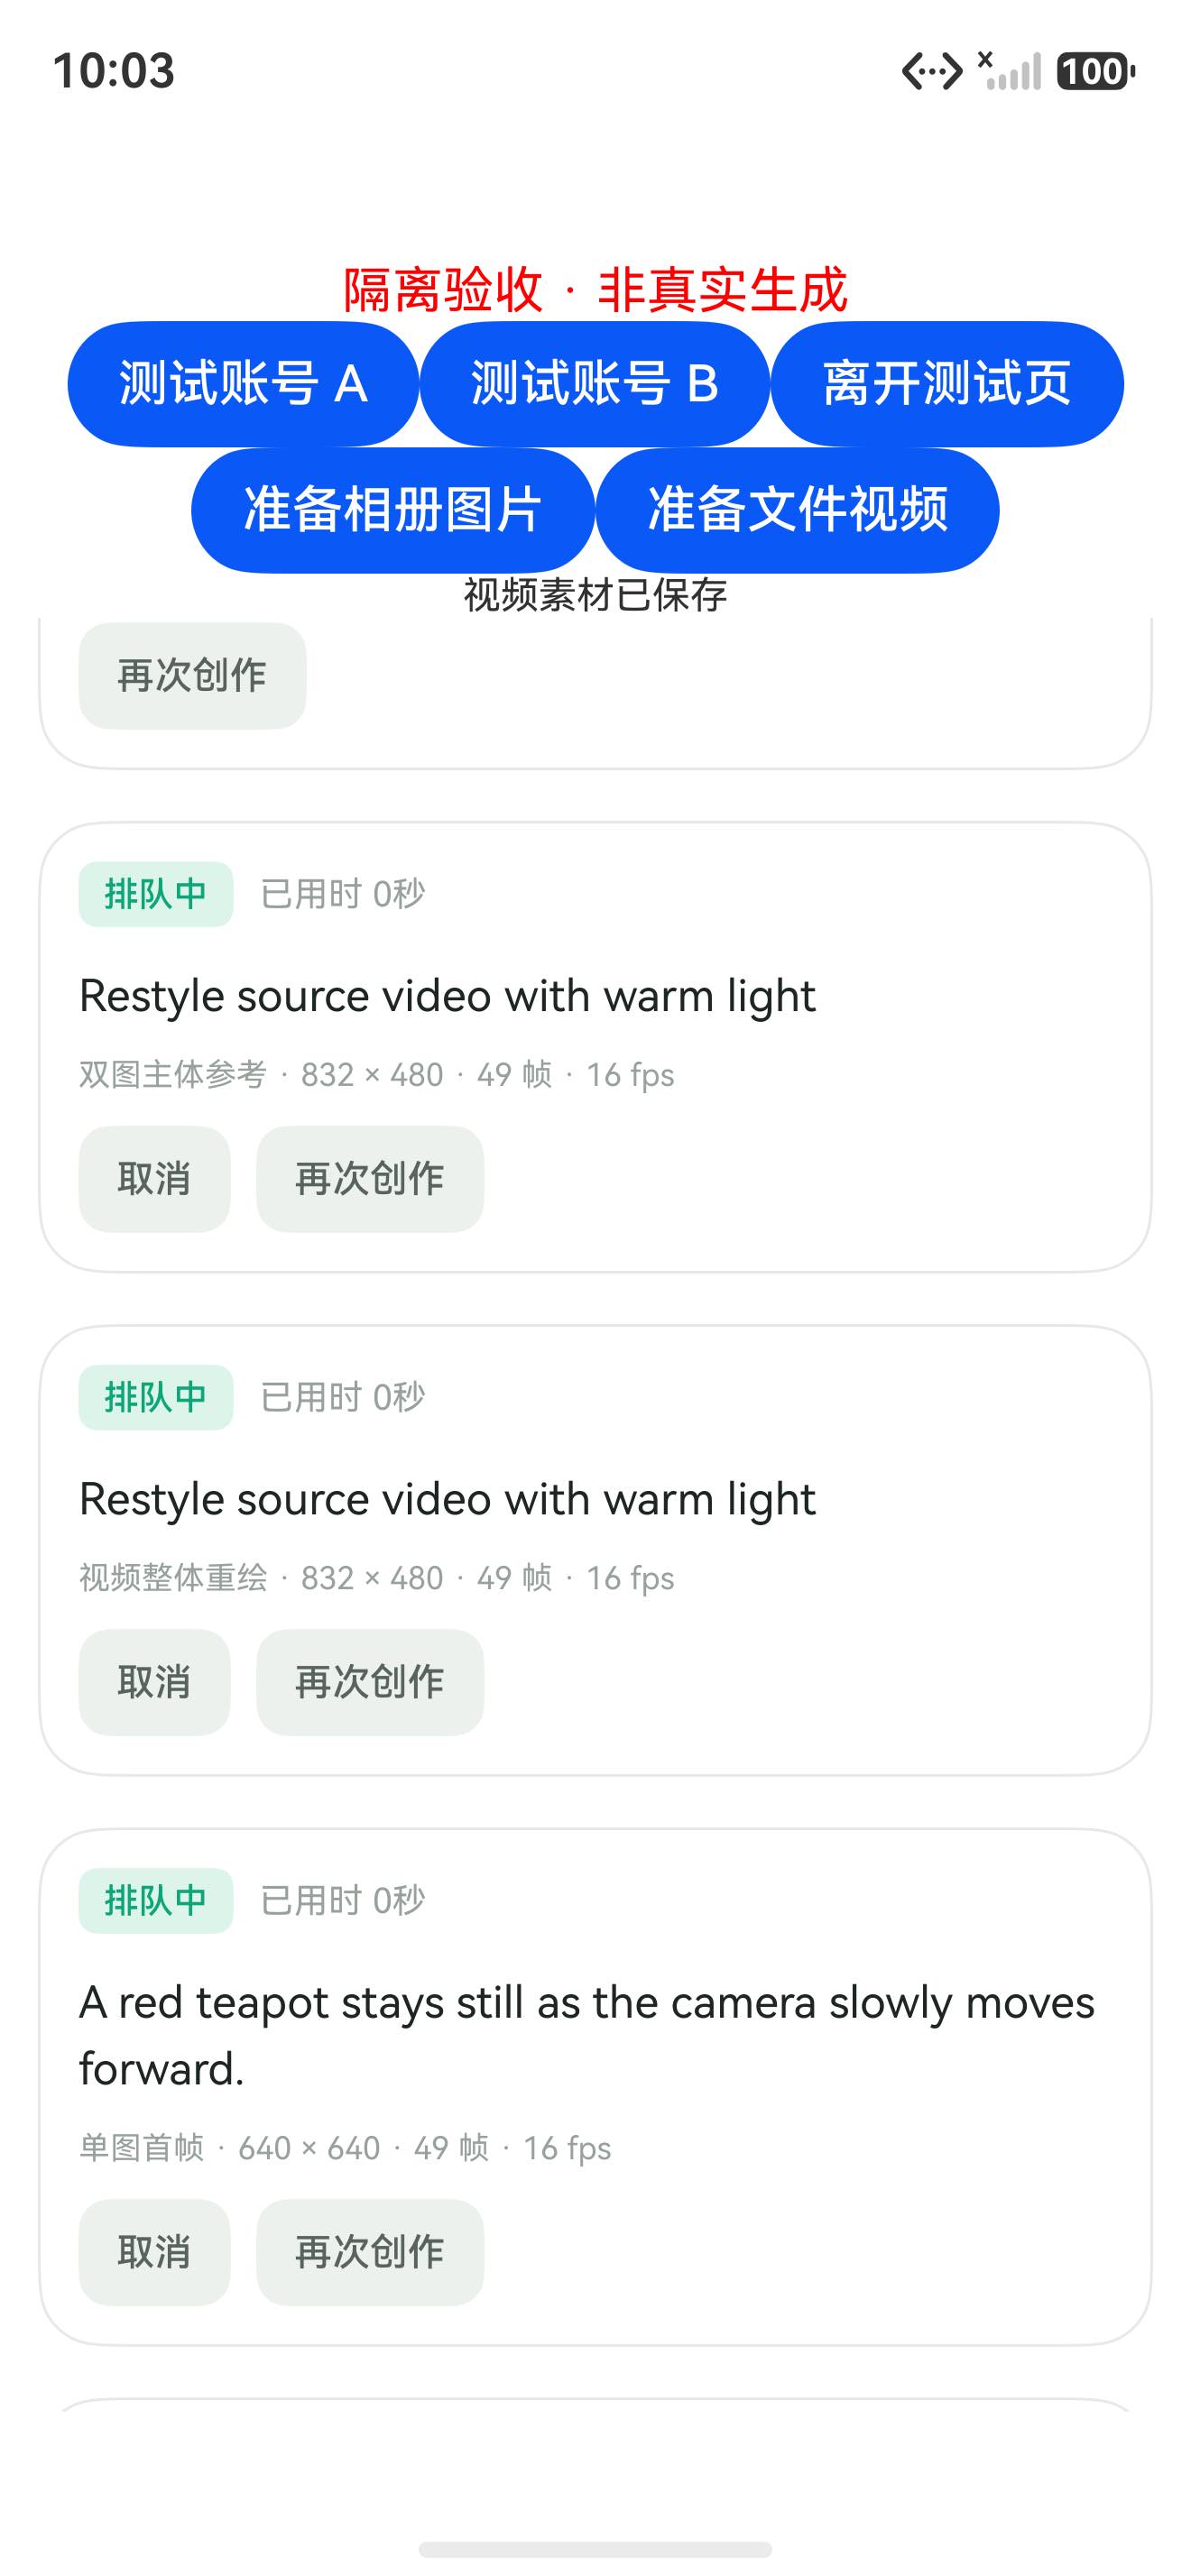 10:03
100
隔离验收 · 非真实生成
测试账号 A 测试账号 B 离开测试页
准备相册图片 准备文件视频
视频素材已保存
再次创作
排队中 已用时 0秒
Restyle source video with warm light
双图主体参考 · 832 × 480 · 49 帧 · 16 fps
取消 再次创作
排队中 已用时 0秒
Restyle source video with warm light
视频整体重绘 · 832 × 480 · 49 帧 · 16 fps
取消 再次创作
排队中 已用时 0秒
A red teapot stays still as the camera slowly moves
forward.
单图首帧 · 640 × 640 · 49 帧 · 16 fps
取消 再次创作